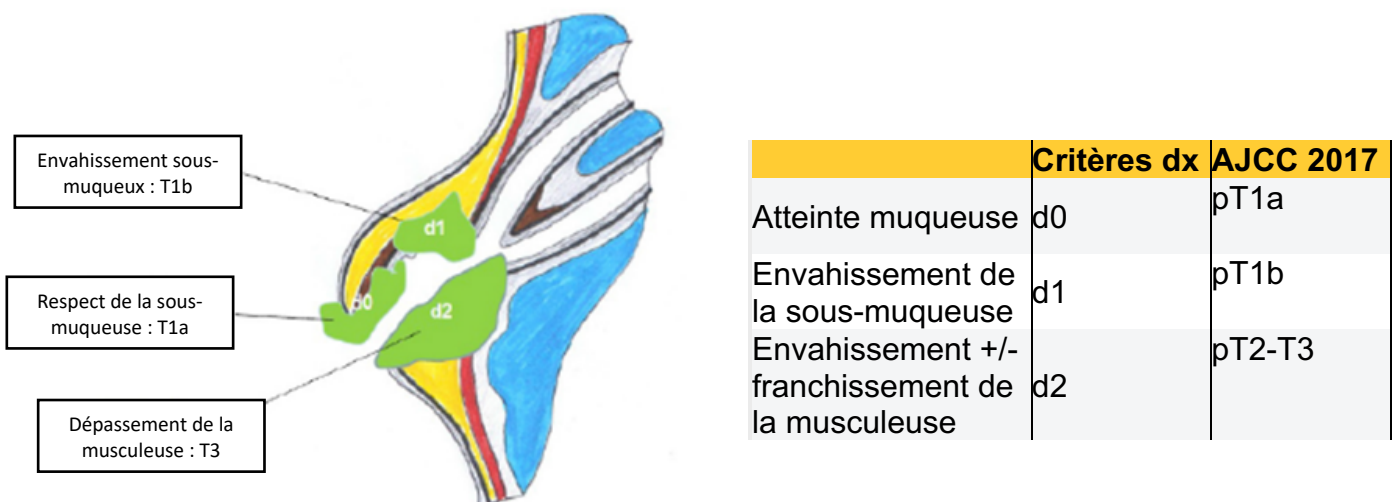 Envahissement sous-
muqueux : T1b
Respect de la sous-
muqueuse : T1a
Dépassement de la
musculeuse : T3
d1
d0
d2
Critères dx AJCC 2017
Atteinte muqueuse d0 pT1a
Envahissement de
la sous-muqueuse d1 pT1b
Envahissement +/-
franchissement de
la musculeuse d2 pT2-T3